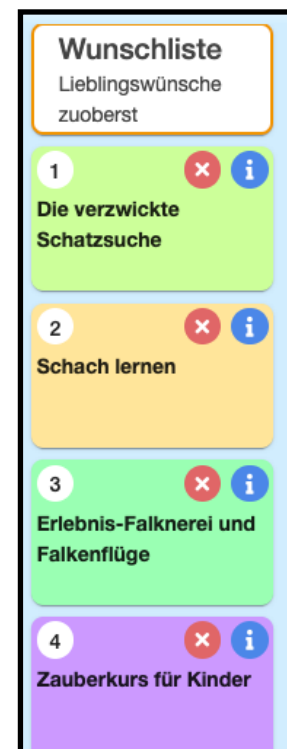 Wunschliste
Lieblingswünsche
zuoberst
1
Die verzwickte
Schatzsuche
2
Schach lernen
3
Erlebnis-Falknerei und
Falkenflüge
4
Zauberkurs für Kinder